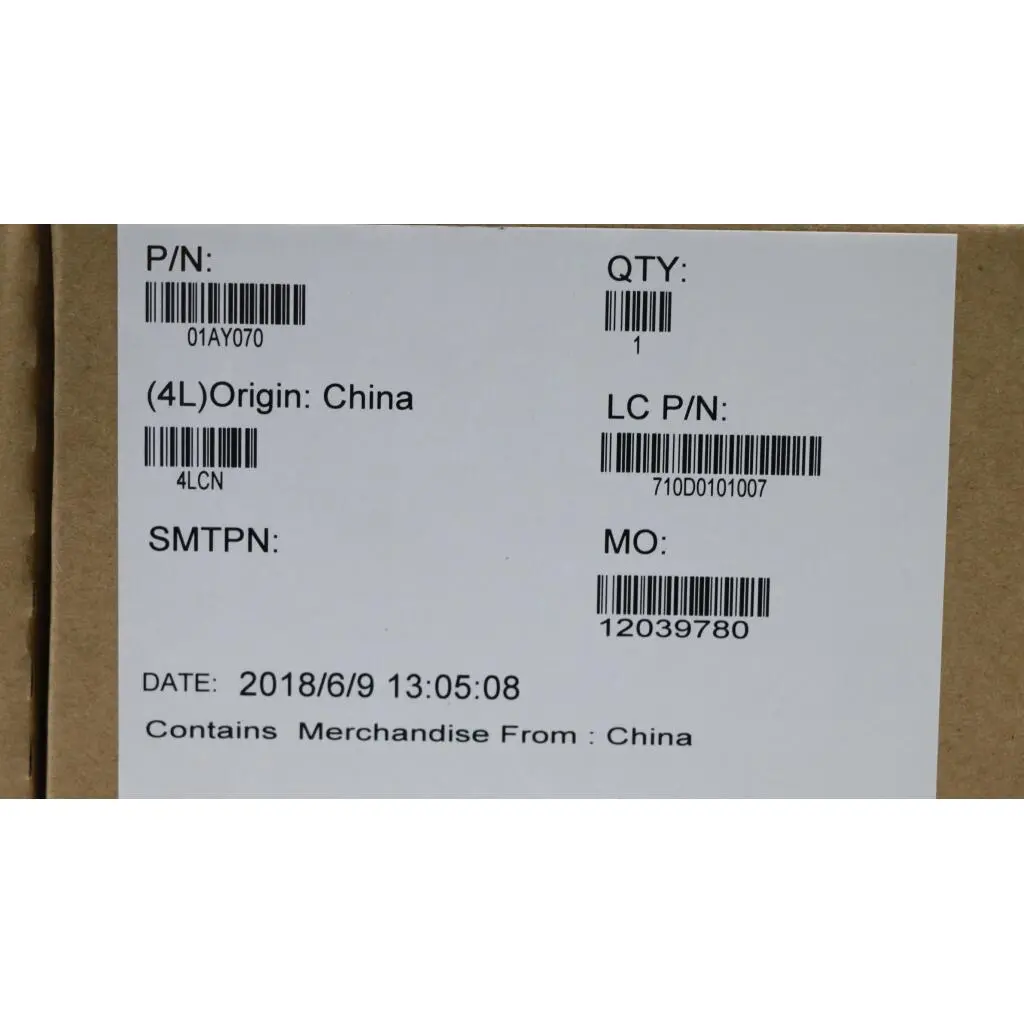 P/N:
01AY070
QTY:
1
(4L)Origin: China
4LCN
LC P/N:
710D0101007
SMTPN:
MO:
12039780
DATE: 2018/6/9 13:05:08
Contains Merchandise From : China